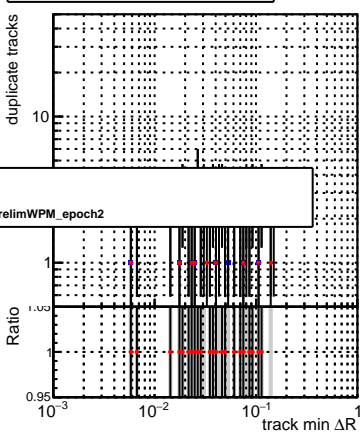 duplicate tracks
10
relimWPM_epoch2
1
1.05
Ratio
1
0.95
10⁻³ 10⁻² 10⁻¹ 1
track min ΔR